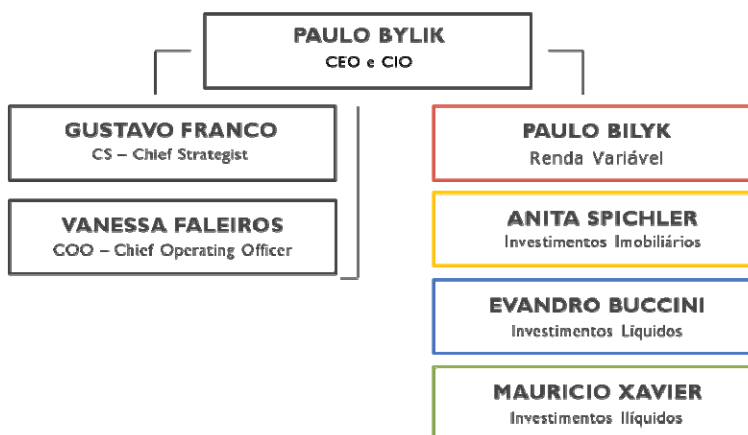 PAULO BYLIK
CEO e CIO
GUSTAVO FRANCO
CS – Chief Strategist
VANESSA FALEIROS
COO – Chief Operating Officer
PAULO BILYK
Renda Variável
ANITA SPICHLER
Investimentos Imobiliários
EVANDRO BUCCINI
Investimentos Líquidos
MAURICIO XAVIER
Investimentos Ilíquidos